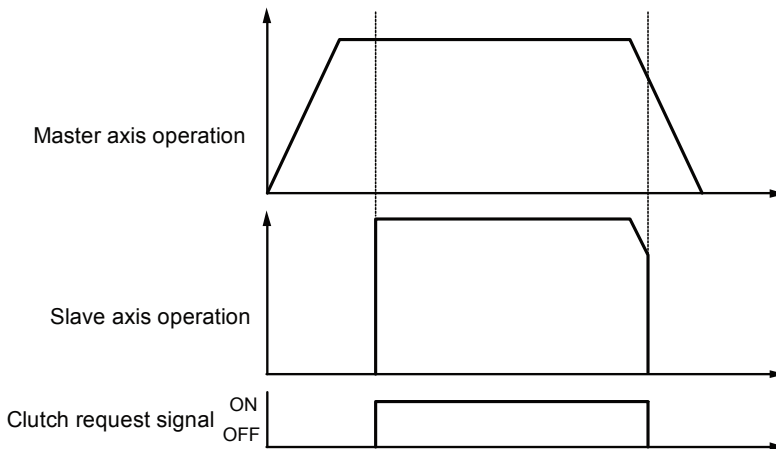 Master axis operation
Slave axis operation
Clutch request signal
ON
OFF